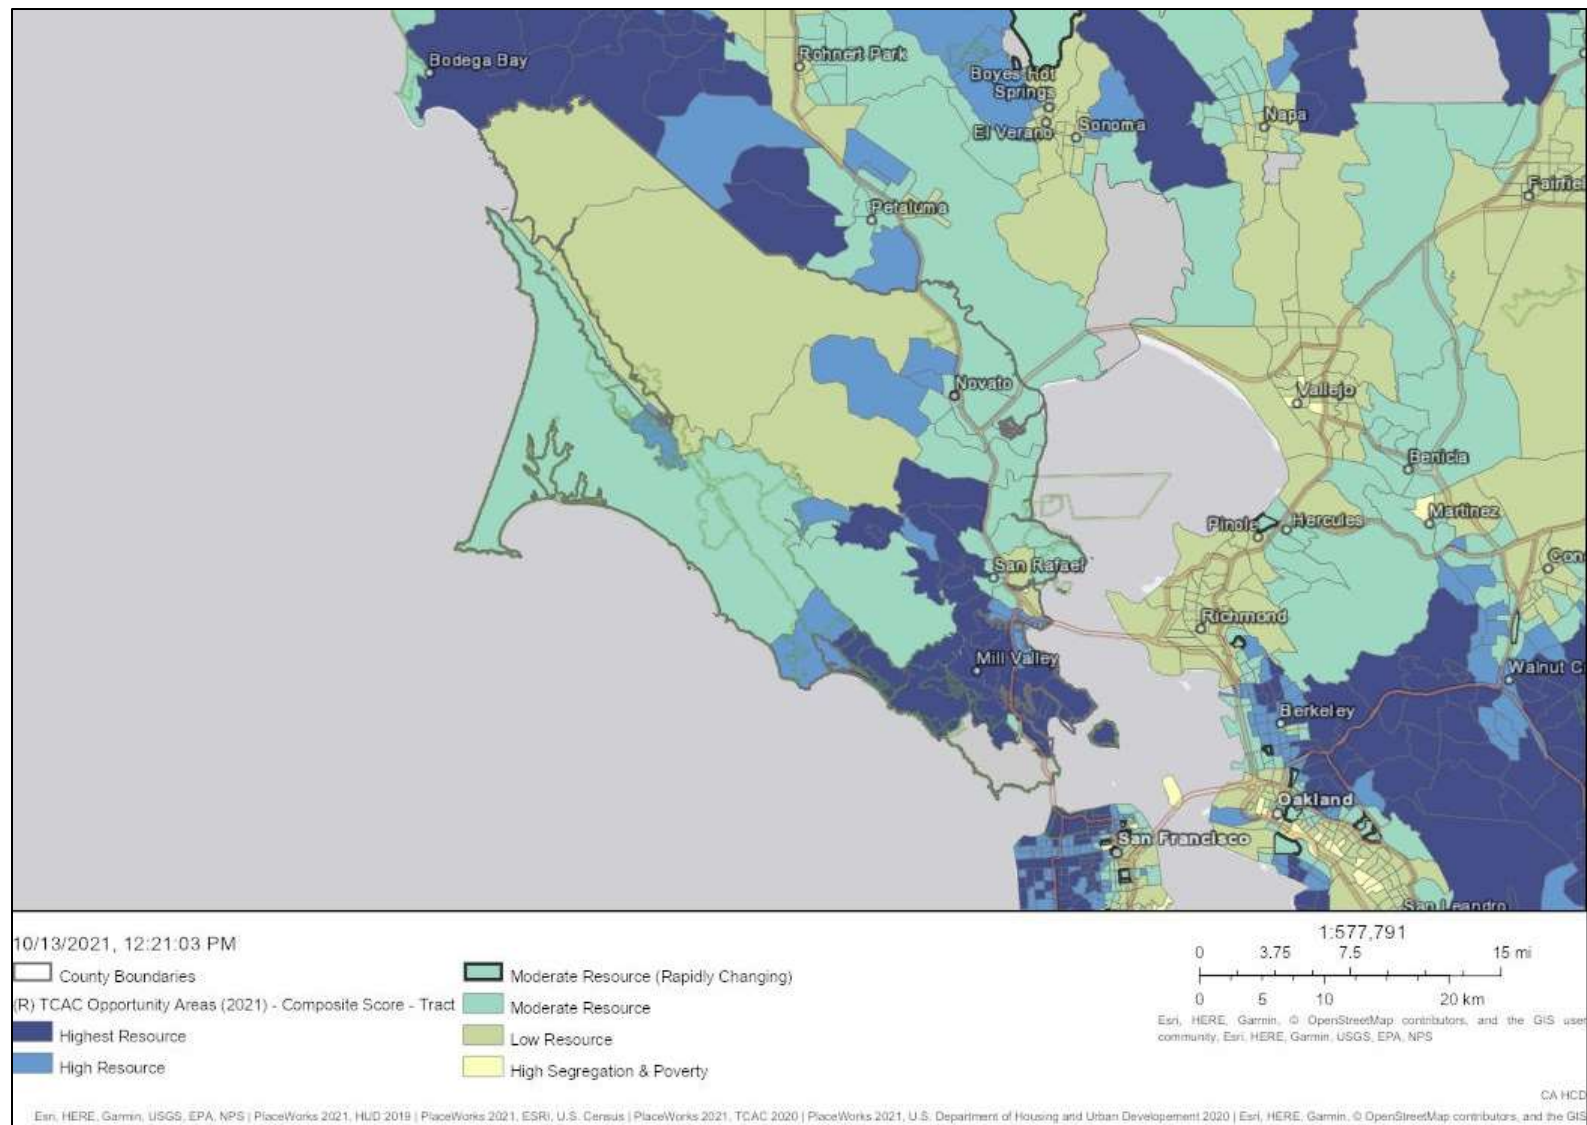 Bodega Bay
Rohnert Park
Boyes Hot
Springs
El Verano
Sonoma
Napa
Fairfie
Petaluma
Novato
Vallejo
Benicia
Martinez
Pinole
Hercules
Con
San Rafael
Richmond
Mill Valley
Walnut C
Berkeley
Oakland
San Francisco
San Leandro
10/13/2021, 12:21:03 PM
County Boundaries
(R) TCAC Opportunity Areas (2021) - Composite Score - Tract
Highest Resource
High Resource
Moderate Resource (Rapidly Changing)
Moderate Resource
Low Resource
High Segregation & Poverty
1:577,791
0 3.75 7.5 15 mi
0 5 10 20 km
Esri, HERE, Garmin, © OpenStreetMap contributors, and the GIS user
community, Esri, HERE, Garmin, USGS, EPA, NPS
CA HCD
Esri, HERE, Garmin, USGS, EPA, NPS | PlaceWorks 2021, HUD 2019 | PlaceWorks 2021, ESRI, U.S. Census | PlaceWorks 2021, TCAC 2020 | PlaceWorks 2021, U.S. Department of Housing and Urban Developement 2020 | Esri, HERE, Garmin, © OpenStreetMap contributors, and the GIS